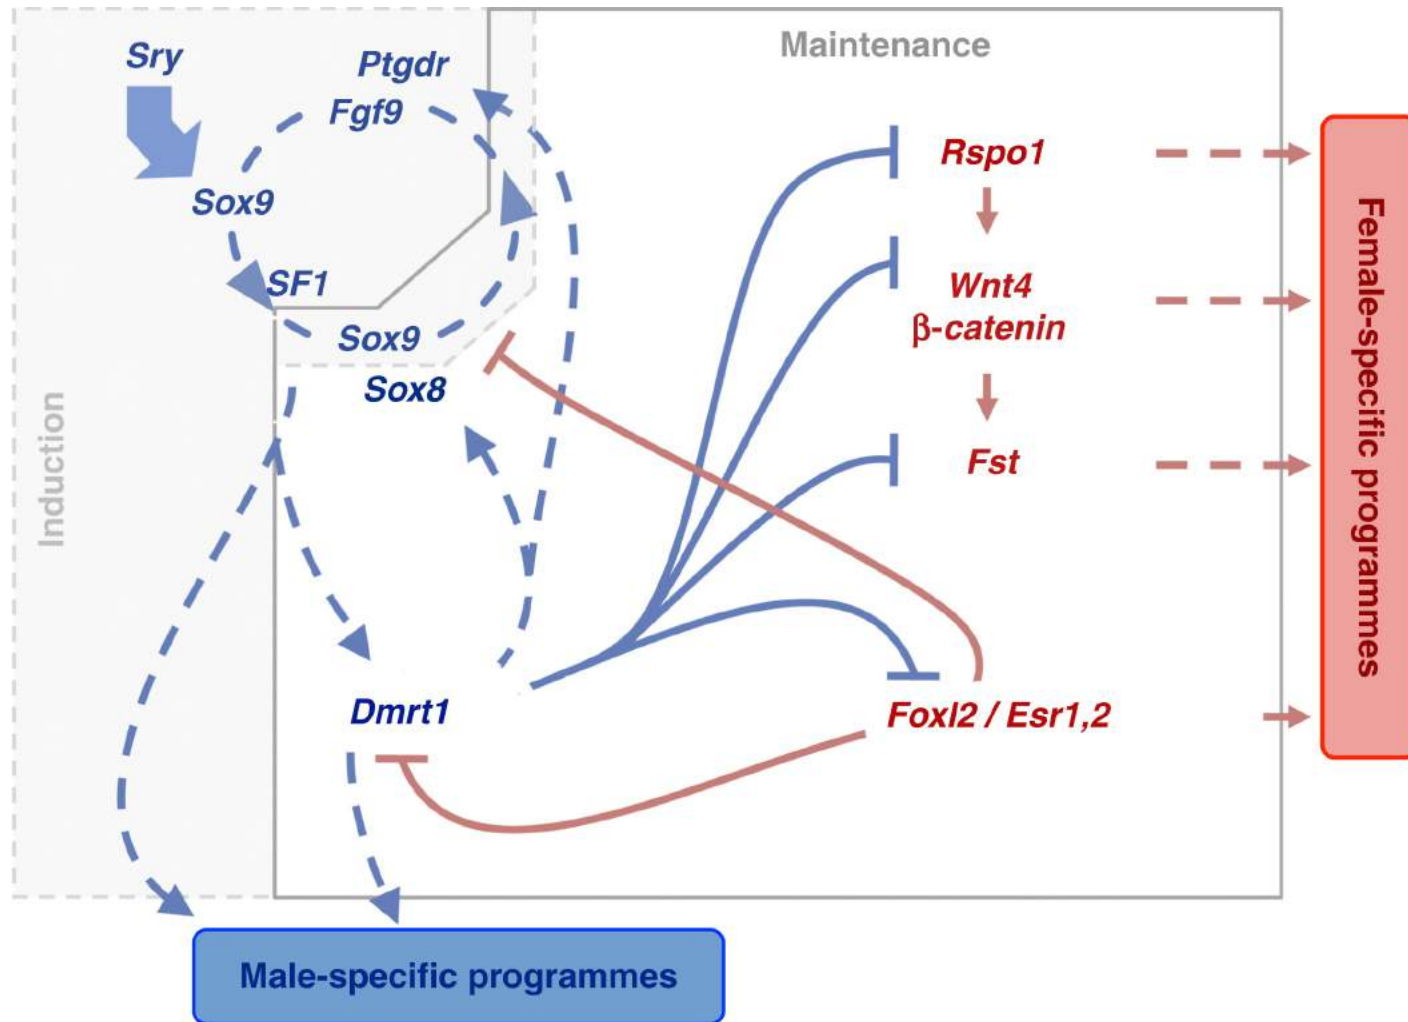 Maintenance
Sry
Ptgdr
Fgf9
Sox9
SF1
Sox9
Sox8
Induction
Rspo1
Wnt4
β-catenin
Fst
Dmrt1
Foxl2 / Esr1,2
Female-specific programmes
Male-specific programmes